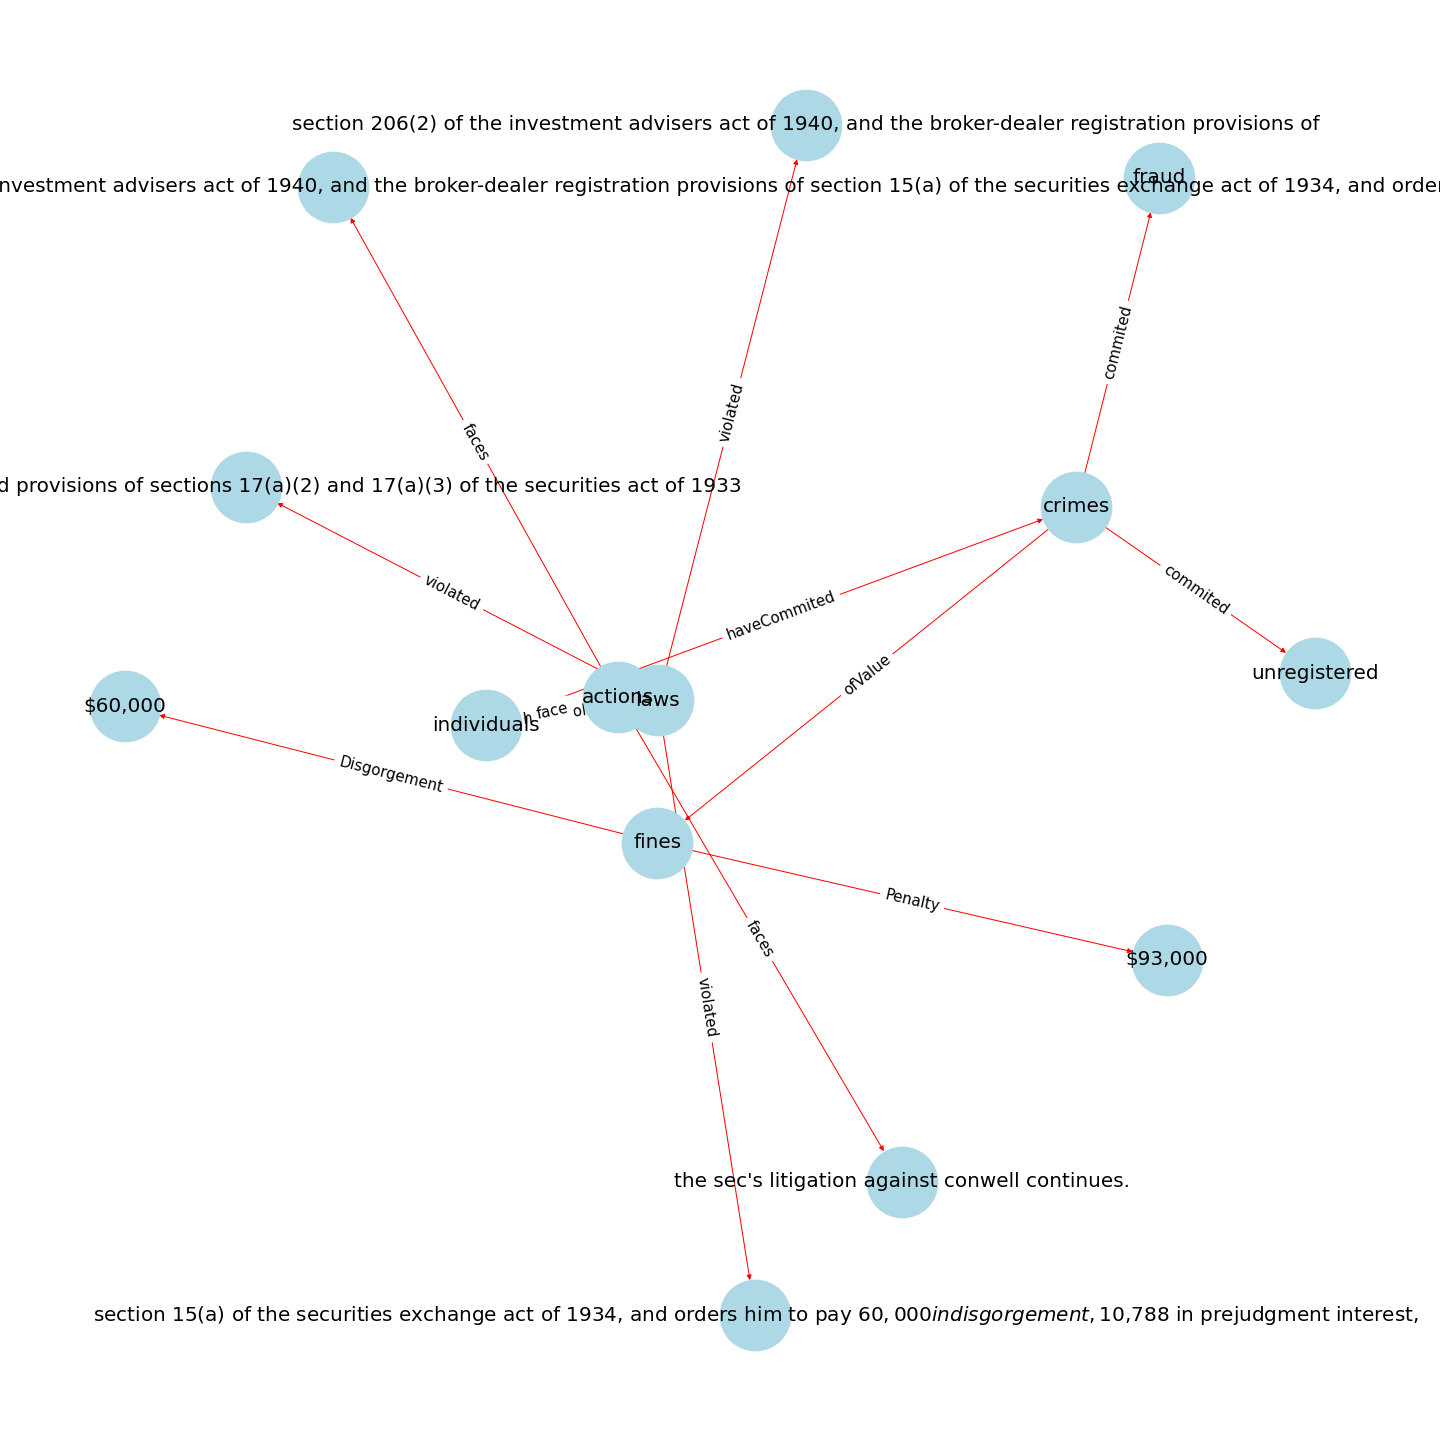 section 206(2) of the investment advisers act of 1940, and the broker-dealer registration provisions of
fraud
nvestment advisers act of 1940, and the broker-dealer registration provisions of section 15(a) of the securities exchange act of 1934, and order
commited
violated
faces
d provisions of sections 17(a)(2) and 17(a)(3) of the securities act of 1933
crimes
commited
violated
haveCommited
ofValue
unregistered
actions
laws
$60,000
individuals
face
Disgorgement
fines
Penalty
faces
$93,000
violated
the sec's litigation against conwell continues.
section 15(a) of the securities exchange act of 1934, and orders him to pay 60,000indisgorgement,10,788 in prejudgment interest,